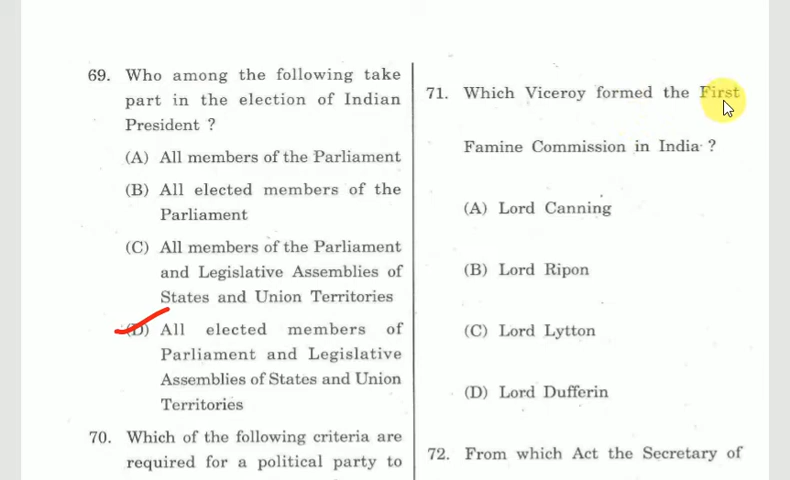 69. Who among the following take
part in the election of Indian
President ?
(A) All members of the Parliament
(B) All elected members of the
Parliament
(C) All members of the Parliament
and Legislative Assemblies of
States and Union Territories
(D) All elected members of
Parliament and Legislative
Assemblies of States and Union
Territories
70. Which of the following criteria are
required for a political party to
71. Which Viceroy formed the First
Famine Commission in India ?
(A) Lord Canning
(B) Lord Ripon
(C) Lord Lytton
(D) Lord Dufferin
72. From which Act the Secretary of